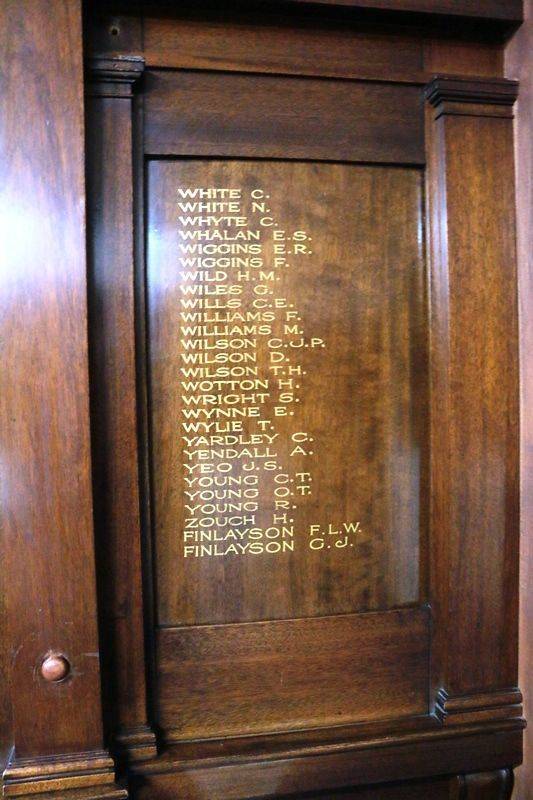 WHITE C.
WHITE N.
WHYTE C.
WHALAN E.S.
WIGGINS E.R.
WIGGINS F.
WILD H.M.
WILES G.
WILLS C.E.
WILLIAMS F.
WILLIAMS M.
WILSON C.J.P.
WILSON D.
WILSON T.H.
WOTTON H.
WRIGHT S.
WYNNE E.
WYLIE T.
YARDLEY C.
YENDALL A.
YEO J.S.
YOUNG C.T.
YOUNG O.T.
YOUNG R.
ZOUCH H.
FINLAYSON F.L.W.
FINLAYSON G.J.